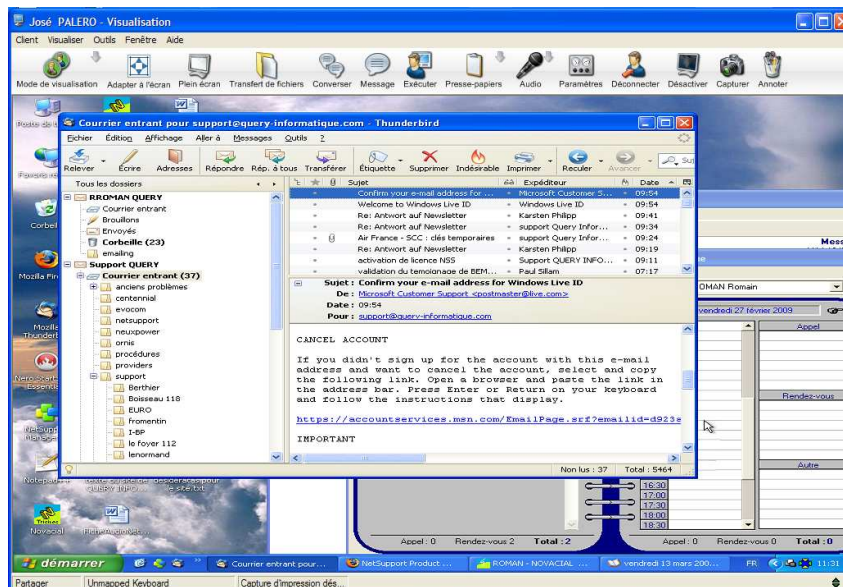 José PALERO - Visualisation
Client Visualiser Outils Fenêtre Aide
Mode de visualisation Adapter à l'écran Plein écran Transfert de fichiers Converser Message Exécuter Presse-papiers Audio Paramètres Déconnecter Désactiver Capturer Annoter
Courrier entrant pour support@query-informatique.com - Thunderbird
Fichier Édition Affichage Aller à Messages Outils ?
Relever Écrire Adresses Répondre Rép. à tous Transférer Étiquette Supprimer Indésirable Imprimer Reculer Avancer
Tous les dossiers
Sujet Expéditeur Date
RROMAN QUERY
Courrier entrant
Brouillons
Envoyés
Corbeille (23)
emailing
Support QUERY
Courrier entrant (37)
anciens problèmes
centennial
evocom
netsupport
neuxpower
ornis
procédures
providers
support
Berthier
Boisseau 118
EURO
fromentin
I-BP
le foyer 112
lenormand
Confirm your e-mail address for ... Microsoft Customer S... 09:54
Welcome to Windows Live ID Windows Live ID 09:54
Re: Antwort auf Newsletter Karsten Philipp 09:41
Re: Antwort auf Newsletter support Query Infor... 09:34
Air France - SCC : clés temporaires support Query Infor... 09:24
Re: Antwort auf Newsletter Karsten Philipp 09:19
activation de licence NSS Support QUERY INFO... 09:11
validation du temoignage de BEM... Paul Sillam 07:17
Sujet : Confirm your e-mail address for Windows Live ID
De : Microsoft Customer Support <postmaster@live.com>
Date : 09:54
Pour : support@query-informatique.com
CANCEL ACCOUNT
If you didn't sign up for the account with this e-mail
address and want to cancel the account, select and copy
the following link. Open a browser and paste the link in
the address bar. Press Enter or Return on your keyboard
and follow the instructions that display.
https://accountservices.msn.com/EmailPage.srf?emailid=d923
IMPORTANT
Non lus : 37 Total : 5464
Mess
OMAN Romain
vendredi 27 février 2009
Appel
Rendez-vous
Autre
16:30
17:00
17:30
18:00
18:30
Appel : 0 Rendez-vous 2 Total : 2
Appel : 0 Rendez-vous 0 Total : 0
Corbei
Mozilla Fir
Novacial
démarrer
Courrier entrant pour...
NetSupport Product ...
ROMAN - NOVACIAL ...
vendredi 13 mars 200...
FR
11:31
Partager Unmapped Keyboard Capture d'impression dés...